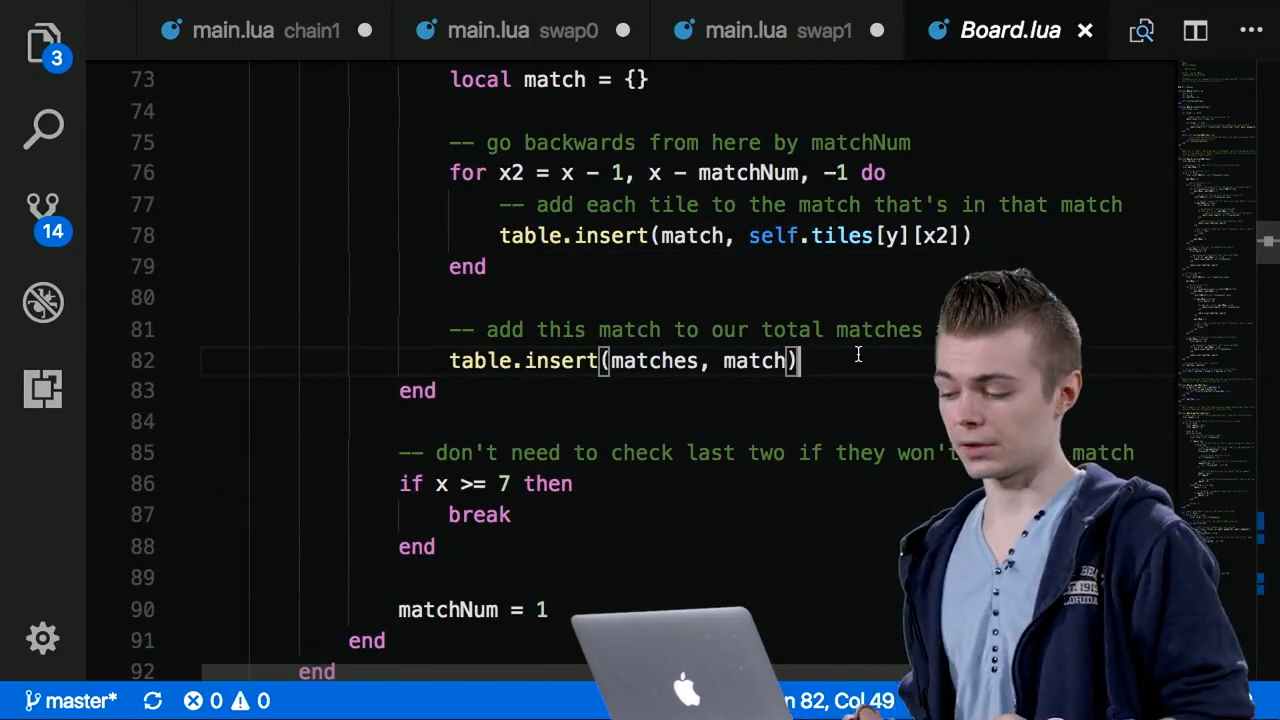 main.lua chain1
main.lua swap0
main.lua swap1
Board.lua
3
14
73 local match = {}
74
75 -- go backwards from here by matchNum
76 for x2 = x - 1, x - matchNum, -1 do
77 -- add each tile to the match that's in that match
78 table.insert(match, self.tiles[y][x2])
79 end
80
81 -- add this match to our total matches
82 table.insert(matches, match)
83 end
84
85 -- don't need to check last two if they won't match
86 if x >= 7 then
87 break
88 end
89
90 matchNum = 1
91 end
92 end
master* 0 0
82, Col 49
FLORIDA